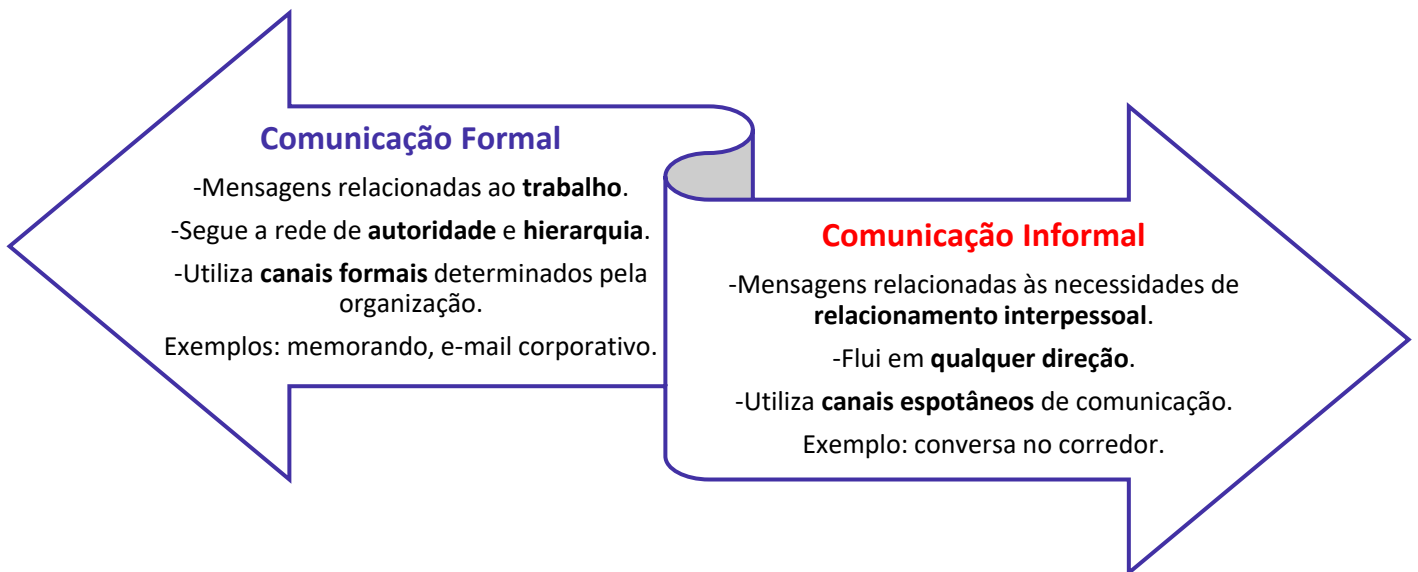 Comunicação Formal
-Mensagens relacionadas ao trabalho.
-Segue a rede de autoridade e hierarquia.
-Utiliza canais formais determinados pela
organização.
Exemplos: memorando, e-mail corporativo.
Comunicação Informal
-Mensagens relacionadas às necessidades de
relacionamento interpessoal.
-Flui em qualquer direção.
-Utiliza canais espotâneos de comunicação.
Exemplo: conversa no corredor.